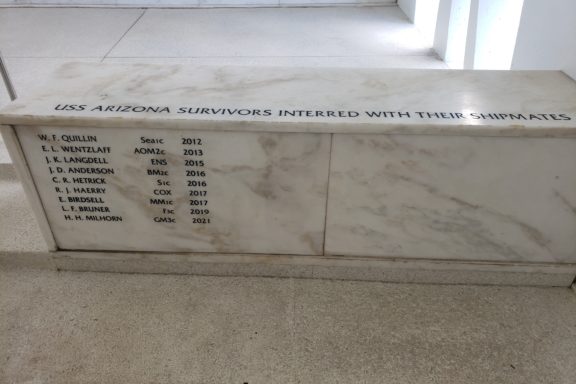 USS ARIZONA SURVIVORS INTERRED WITH THEIR SHIPMATES
W. F. QUILLIN Sea1c 2012
E. L. WENTZLAFF AOM2c 2013
J. K. LANGDELL ENS 2015
J. D. ANDERSON BM2c 2016
C. R. HETRICK S1c 2016
R. J. HAERRY COX 2017
E. BIRDSELL MM1c 2017
L. F. BRUNER F1c 2019
H. H. MILHORN GM3c 2021